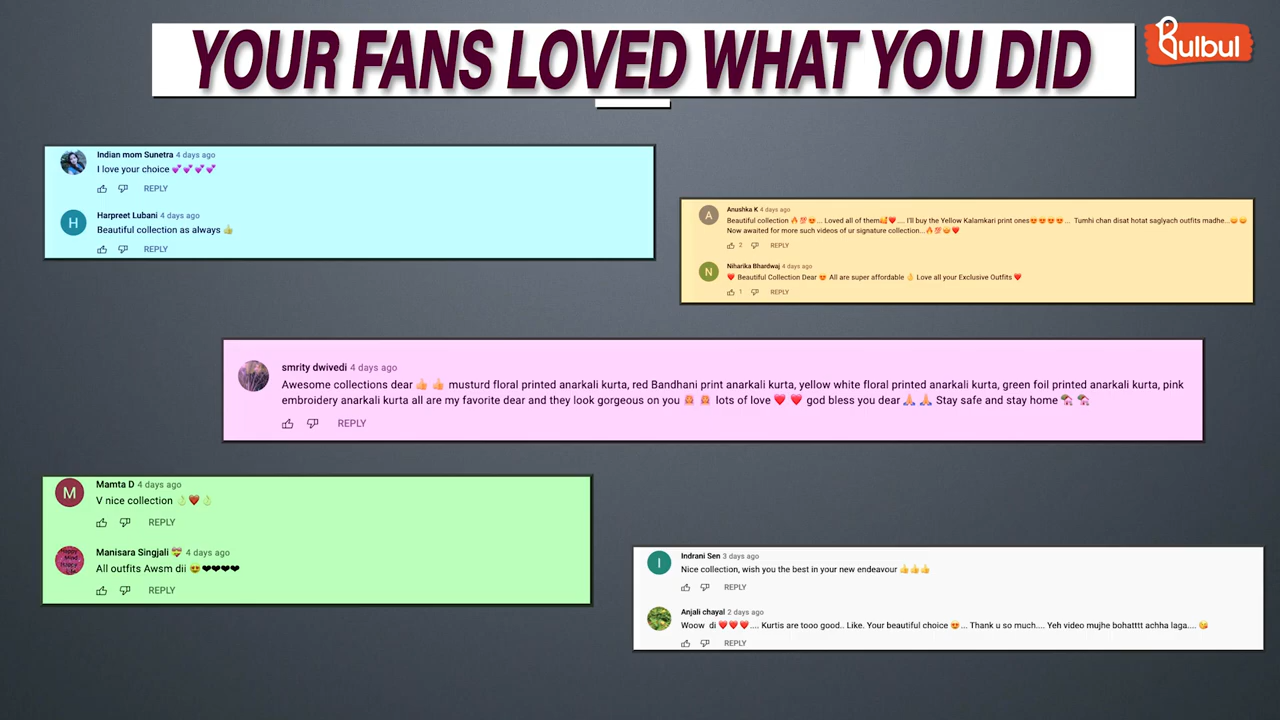 YOUR FANS LOVED WHAT YOU DID
Bulbul
Indian mom Sunetra 4 days ago
I love your choice 💞💞💞💞
REPLY
H
Harpreet Lubani 4 days ago
Beautiful collection as always 👍
REPLY
A
Anushka K 4 days ago
Beautiful collection 🔥💯😍... Loved all of them🥰❤️.... I'll buy the Yellow Kalamkari print ones😍😍😍😍... Tumhi chan disat hotat saglyach outfits madhe...😊😊
Now awaited for more such videos of ur signature collection...🔥💯😊❤️
2 REPLY
N
Niharika Bhardwaj 4 days ago
❤️ Beautiful Collection Dear 😍 All are super affordable 👌 Love all your Exclusive Outfits ❤️
1 REPLY
smrity dwivedi 4 days ago
Awesome collections dear 👍 👍 musturd floral printed anarkali kurta, red Bandhani print anarkali kurta, yellow white floral printed anarkali kurta, green foil printed anarkali kurta, pink
embroidery anarkali kurta all are my favorite dear and they look gorgeous on you 👸 👸 lots of love ❤️ ❤️ god bless you dear 🙏 🙏 Stay safe and stay home 🏡 🏡
REPLY
M
Mamta D 4 days ago
V nice collection 👌❤️👌
REPLY
Manisara Singjali 💝 4 days ago
All outfits Awsm dii 😍❤❤❤❤
REPLY
I
Indrani Sen 3 days ago
Nice collection, wish you the best in your new endeavour 👍👍👍
REPLY
Anjali chayal 2 days ago
Woow di ❤️❤️❤️.... Kurtis are tooo good.. Like. Your beautiful choice 😍... Thank u so much.... Yeh video mujhe bohatttt achha laga.... 😘
REPLY